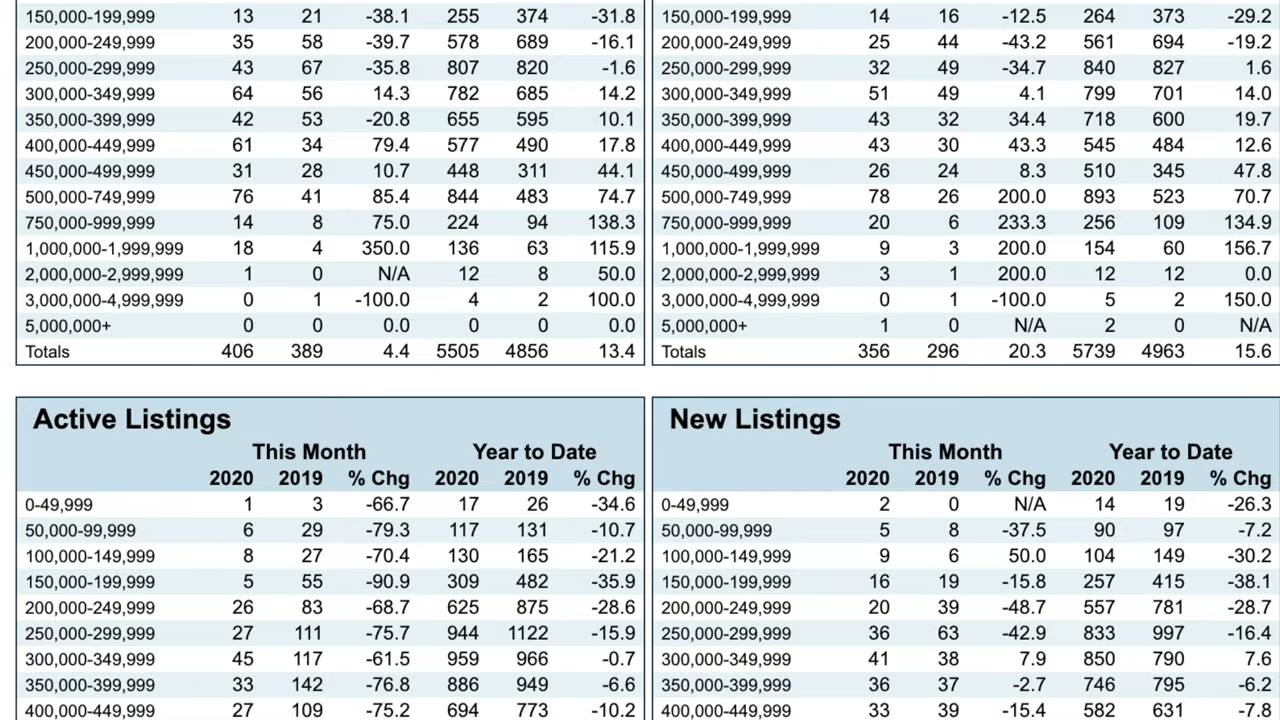 150,000-199,999 13 21 -38.1 255 374 -31.8
200,000-249,999 35 58 -39.7 578 689 -16.1
250,000-299,999 43 67 -35.8 807 820 -1.6
300,000-349,999 64 56 14.3 782 685 14.2
350,000-399,999 42 53 -20.8 655 595 10.1
400,000-449,999 61 34 79.4 577 490 17.8
450,000-499,999 31 28 10.7 448 311 44.1
500,000-749,999 76 41 85.4 844 483 74.7
750,000-999,999 14 8 75.0 224 94 138.3
1,000,000-1,999,999 18 4 350.0 136 63 115.9
2,000,000-2,999,999 1 0 N/A 12 8 50.0
3,000,000-4,999,999 0 1 -100.0 4 2 100.0
5,000,000+ 0 0 0.0 0 0 0.0
Totals 406 389 4.4 5505 4856 13.4
150,000-199,999 14 16 -12.5 264 373 -29.2
200,000-249,999 25 44 -43.2 561 694 -19.2
250,000-299,999 32 49 -34.7 840 827 1.6
300,000-349,999 51 49 4.1 799 701 14.0
350,000-399,999 43 32 34.4 718 600 19.7
400,000-449,999 43 30 43.3 545 484 12.6
450,000-499,999 26 24 8.3 510 345 47.8
500,000-749,999 78 26 200.0 893 523 70.7
750,000-999,999 20 6 233.3 256 109 134.9
1,000,000-1,999,999 9 3 200.0 154 60 156.7
2,000,000-2,999,999 3 1 200.0 12 12 0.0
3,000,000-4,999,999 0 1 -100.0 5 2 150.0
5,000,000+ 1 0 N/A 2 0 N/A
Totals 356 296 20.3 5739 4963 15.6
Active Listings
This Month Year to Date
2020 2019 % Chg 2020 2019 % Chg
0-49,999 1 3 -66.7 17 26 -34.6
50,000-99,999 6 29 -79.3 117 131 -10.7
100,000-149,999 8 27 -70.4 130 165 -21.2
150,000-199,999 5 55 -90.9 309 482 -35.9
200,000-249,999 26 83 -68.7 625 875 -28.6
250,000-299,999 27 111 -75.7 944 1122 -15.9
300,000-349,999 45 117 -61.5 959 966 -0.7
350,000-399,999 33 142 -76.8 886 949 -6.6
400,000-449,999 27 109 -75.2 694 773 -10.2
New Listings
This Month Year to Date
2020 2019 % Chg 2020 2019 % Chg
0-49,999 2 0 N/A 14 19 -26.3
50,000-99,999 5 8 -37.5 90 97 -7.2
100,000-149,999 9 6 50.0 104 149 -30.2
150,000-199,999 16 19 -15.8 257 415 -38.1
200,000-249,999 20 39 -48.7 557 781 -28.7
250,000-299,999 36 63 -42.9 833 997 -16.4
300,000-349,999 41 38 7.9 850 790 7.6
350,000-399,999 36 37 -2.7 746 795 -6.2
400,000-449,999 33 39 -15.4 582 631 -7.8